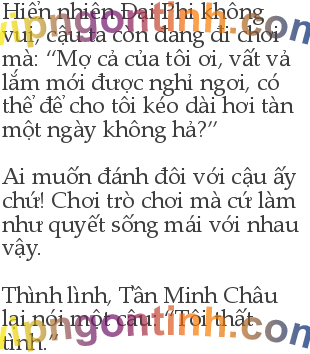 Hiển nhiên Đại Phi không
vui, cậu ta còn đang đi chơi
mà: “Mợ cả của tôi ơi, vất vả
lắm mới được nghỉ ngơi, có
thể để cho tôi kéo dài hơi tàn
một ngày không hả?”
Ai muốn đánh đôi với cậu ấy
chứ! Chơi trò chơi mà cứ làm
như quyết sống mái với nhau
vậy.
Thình lình, Tần Minh Châu
lại nói một câu: “Tôi thất
tình.”
vipngontinh.com
vipngontinh.com